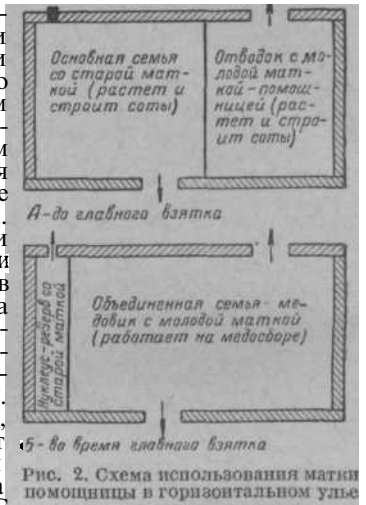 Основная семья
со старой мат-
кой (растет и
строит соты)
Отводок с мо-
лодой мат-
кой-помощ-
ницей (рас-
тет и стро-
ит соты)
А-до главного взятка
Нуклеус-резерв со
старой маткой
Объединенная семья-ме-
довик с молодой маткой
(работает на медосборе)
б-во время главного взятка
Рис. 2. Схема использования матки
помощницы в горизонтальном улье